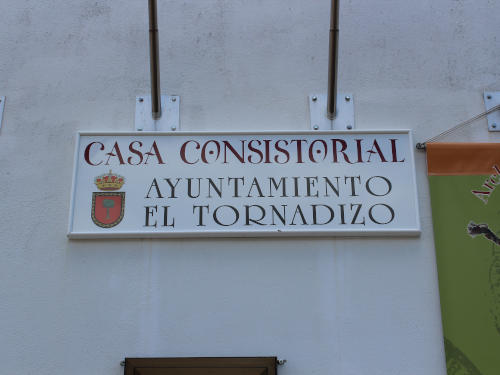 CASA CONSISTORIAL
AYUNTAMIENTO
EL TORNADIZO